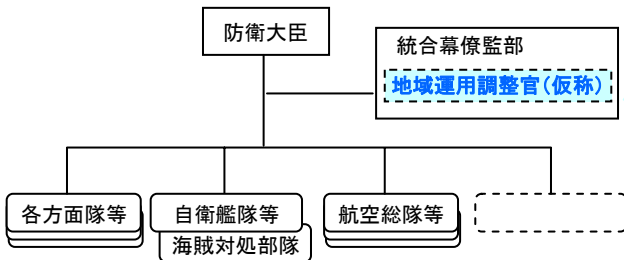 防衛大臣
統合幕僚監部
地域運用調整官(仮称)
各方面隊等
自衛艦隊等
海賊対処部隊
航空総隊等